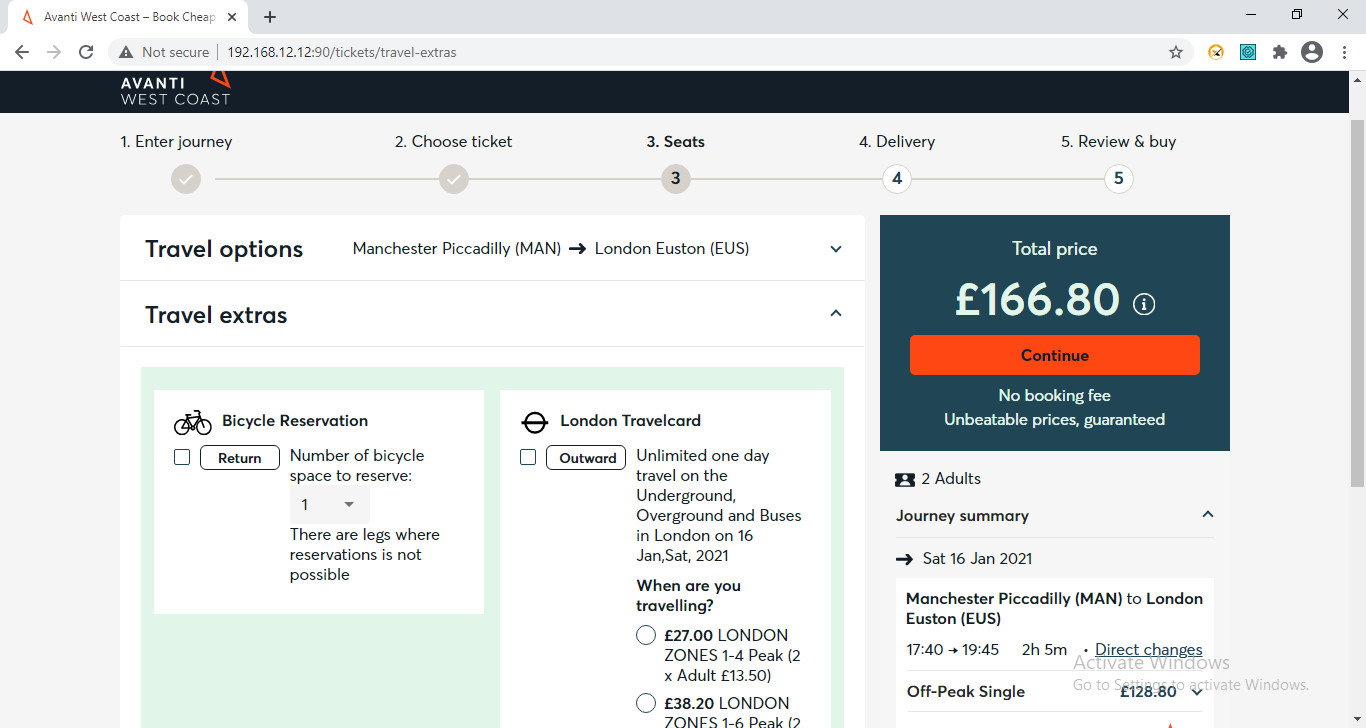 Avanti West Coast – Book Cheap
Not secure
192.168.12.12:90/tickets/travel-extras
AVANTI
WEST COAST
1. Enter journey
2. Choose ticket
3. Seats
4. Delivery
5. Review & buy
3
4
5
Travel options
Manchester Piccadilly (MAN) → London Euston (EUS)
Travel extras
Bicycle Reservation
Return
Number of bicycle
space to reserve:
1
There are legs where
reservations is not
possible
London Travelcard
Outward
Unlimited one day
travel on the
Underground,
Overground and Buses
in London on 16
Jan,Sat, 2021
When are you
travelling?
£27.00 LONDON
ZONES 1-4 Peak (2
x Adult £13.50)
£38.20 LONDON
ZONES 1-6 Peak (2
Total price
£166.80
Continue
No booking fee
Unbeatable prices, guaranteed
2 Adults
Journey summary
→ Sat 16 Jan 2021
Manchester Piccadilly (MAN) to London
Euston (EUS)
17:40 → 19:45 2h 5m • Direct changes
Off-Peak Single £128.80
Activate Windows
Go to Settings to activate Windows.